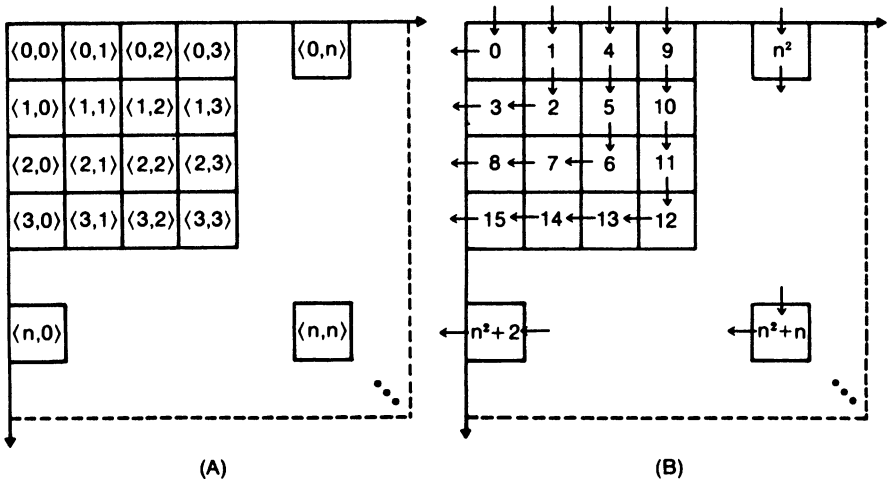 ⟨0,0⟩ ⟨0,1⟩ ⟨0,2⟩ ⟨0,3⟩ ⟨0,n⟩
⟨1,0⟩ ⟨1,1⟩ ⟨1,2⟩ ⟨1,3⟩
⟨2,0⟩ ⟨2,1⟩ ⟨2,2⟩ ⟨2,3⟩
⟨3,0⟩ ⟨3,1⟩ ⟨3,2⟩ ⟨3,3⟩
⟨n,0⟩ ⟨n,n⟩
(A)
0 1 4 9 n²
3 2 5 10
8 7 6 11
15 14 13 12
n²+2 n²+n
(B)